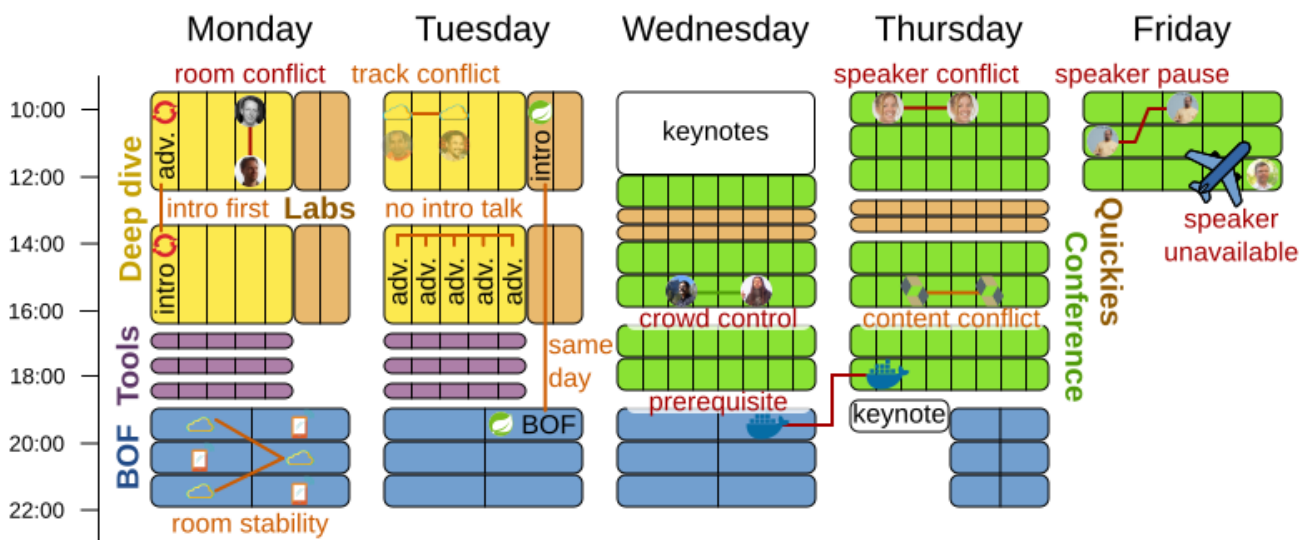 Monday
Tuesday
Wednesday
Thursday
Friday
room conflict
track conflict
speaker conflict
speaker pause
10:00
12:00
14:00
16:00
18:00
20:00
22:00
Deep dive
Tools
BOF
adv.
intro first
Labs
intro
intro
no intro talk
adv.
adv.
adv.
adv.
adv.
same
day
BOF
room stability
keynotes
crowd control
prerequisite
content conflict
keynote
Quickies
Conference
speaker
unavailable